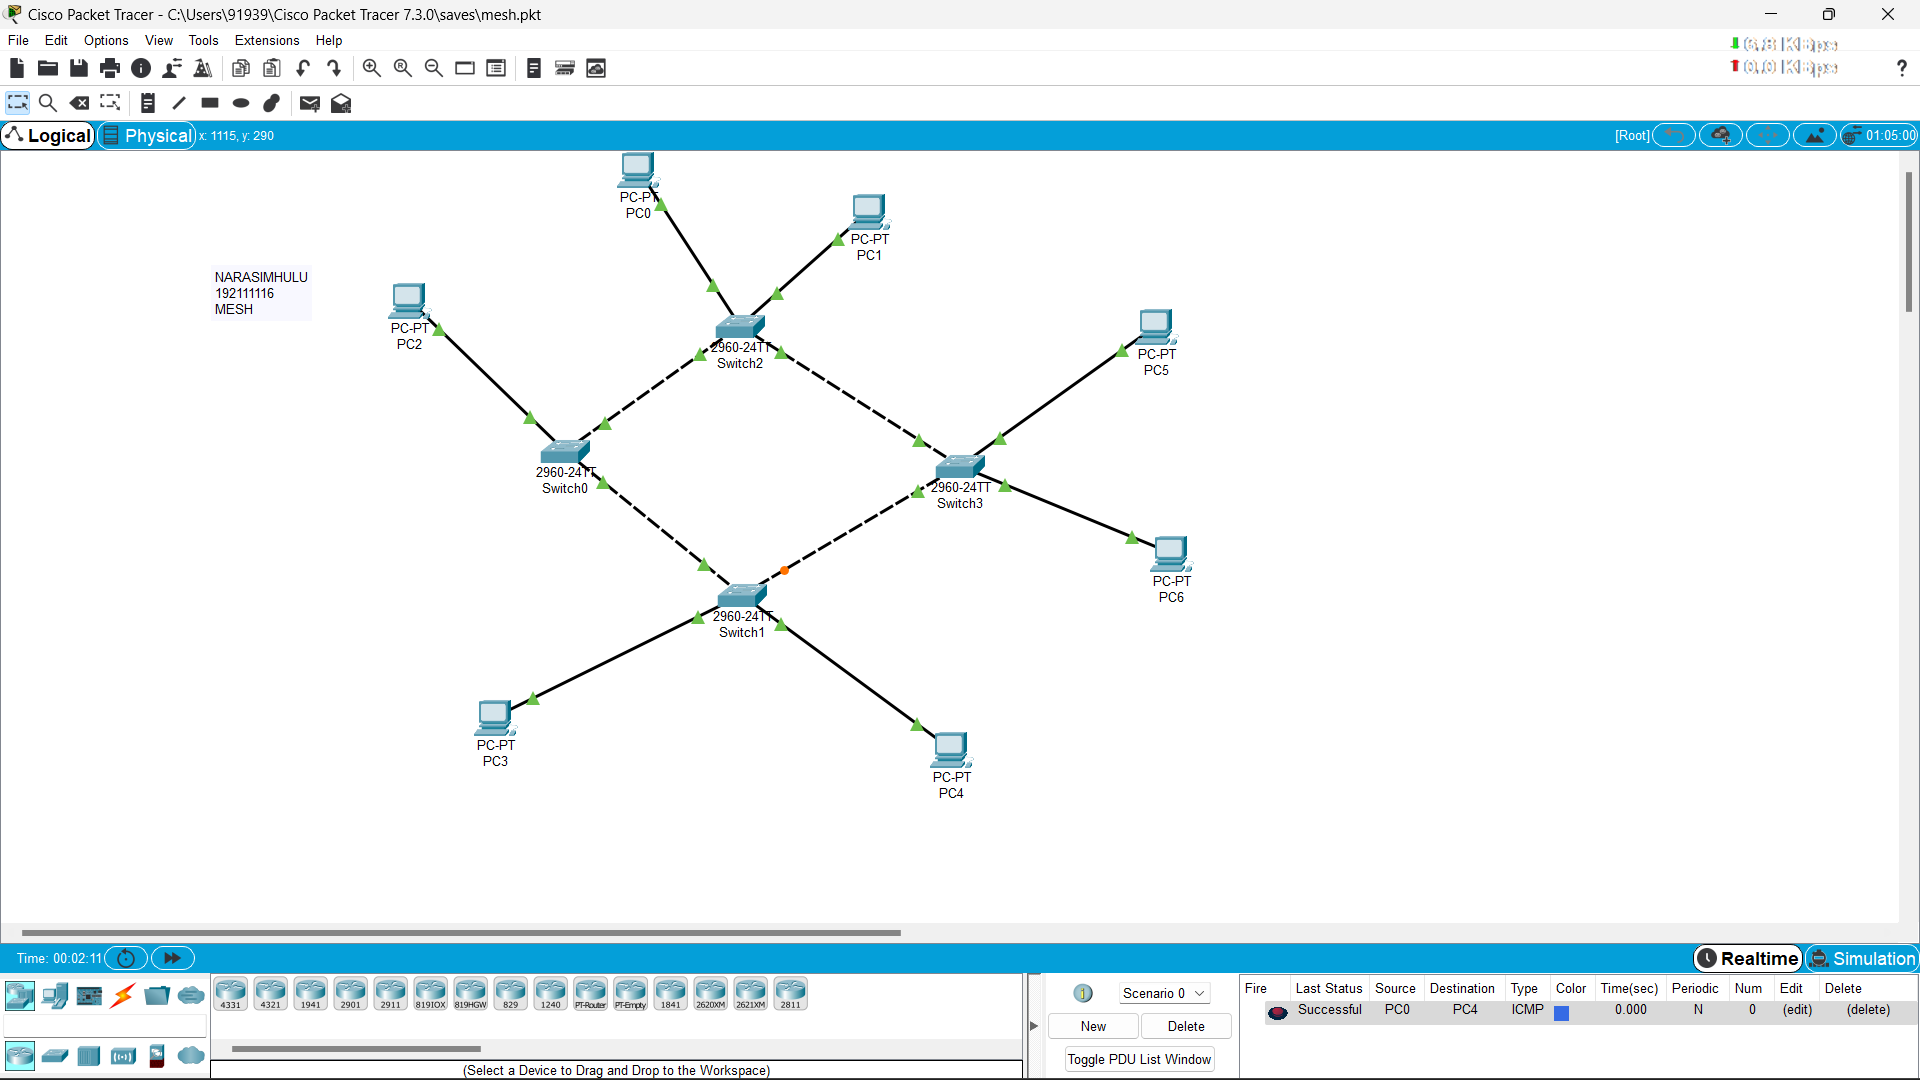 Cisco Packet Tracer - C:\Users\91939\Cisco Packet Tracer 7.3.0\saves\mesh.pkt
File Edit Options View Tools Extensions Help
6.8 KBps
0.0 KBps
?
Logical Physical x: 1115, y: 290 [Root] 01:05:00
PC-PT
PC0
PC-PT
PC1
NARASIMHULU
192111116
MESH
PC-PT
PC2
2960-24TT
Switch2
PC-PT
PC5
2960-24TT
Switch0
2960-24TT
Switch3
PC-PT
PC6
2960-24TT
Switch1
PC-PT
PC3
PC-PT
PC4
Time: 00:02:11 Realtime Simulation
4331 4321 1941 2901 2911 819IOX 819HGW 829 1240 PT-Router PT-Empty 1841 2620XM 2621XM 2811
(Select a Device to Drag and Drop to the Workspace)
Scenario 0
New Delete
Toggle PDU List Window
Fire Last Status Source Destination Type Color Time(sec) Periodic Num Edit Delete
Successful PC0 PC4 ICMP 0.000 N 0 (edit) (delete)